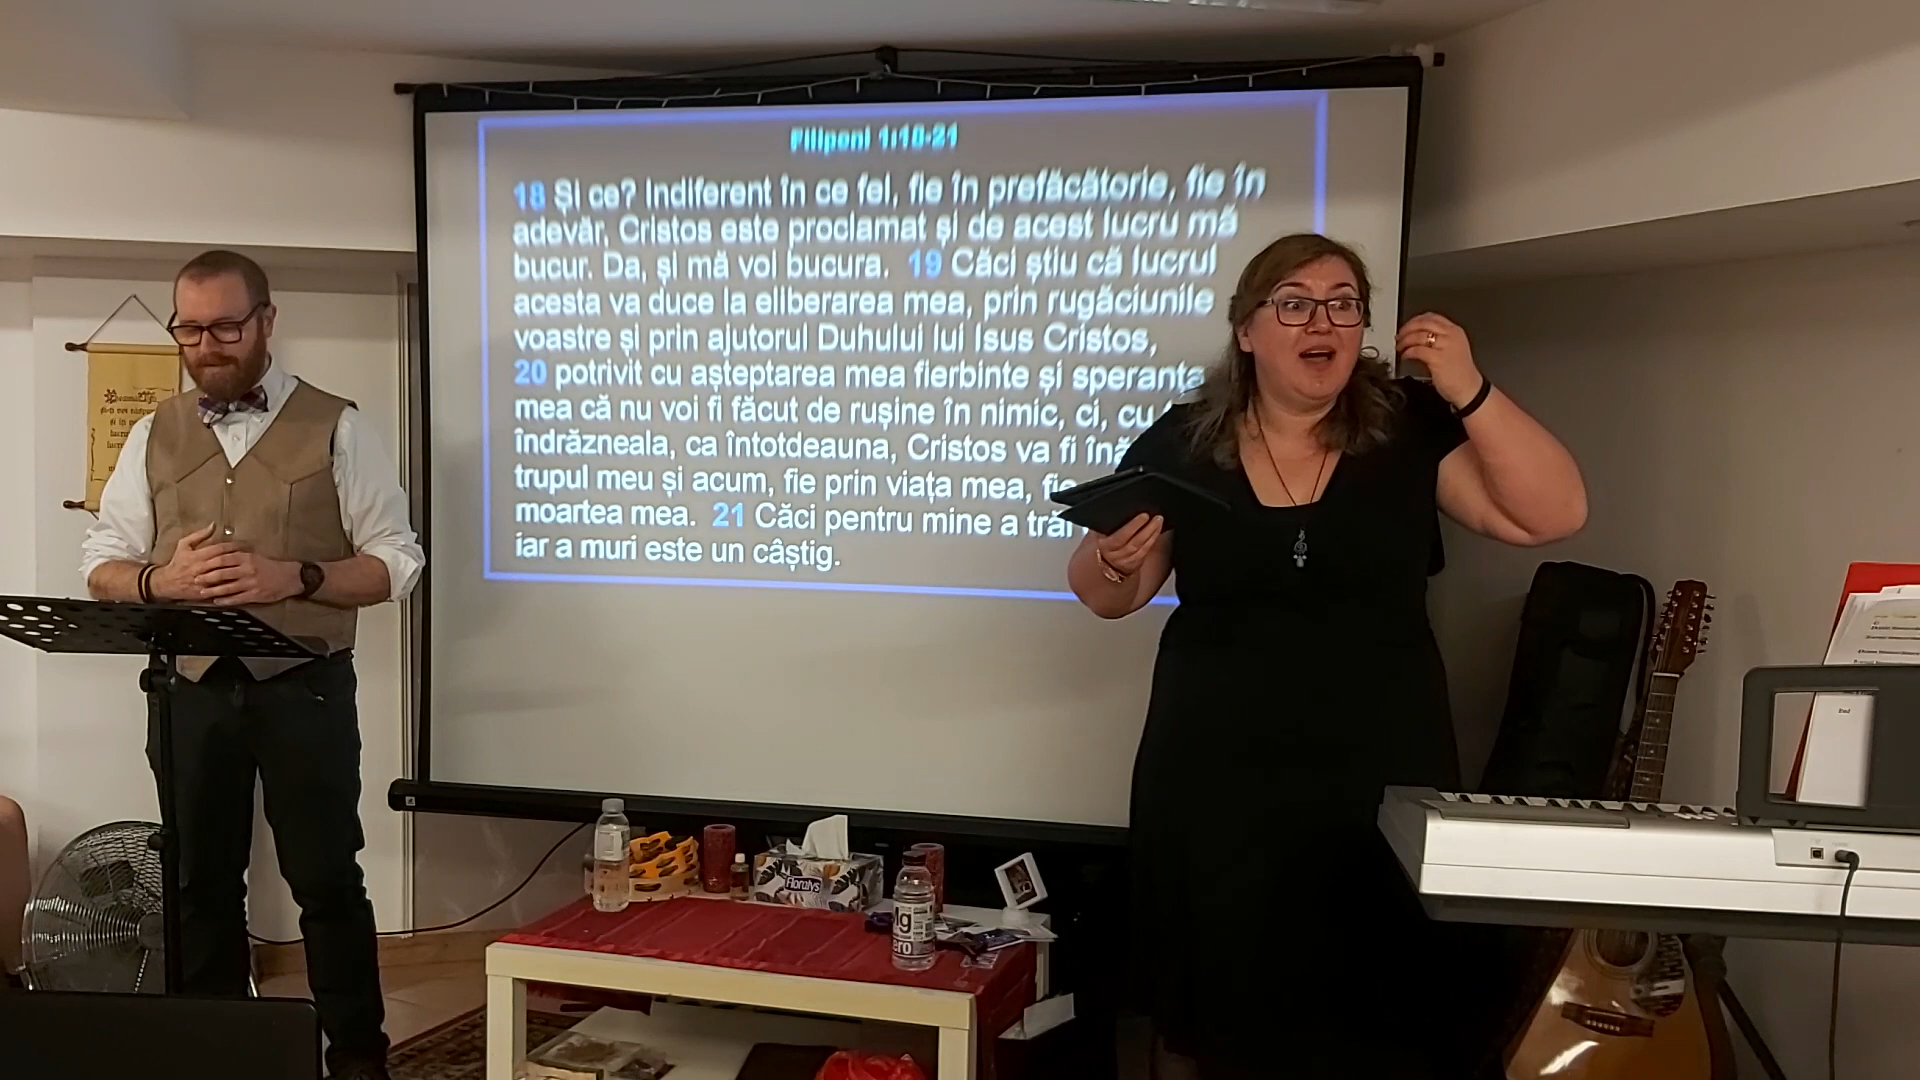 Filipeni 1:18-21
18 Și ce? Indiferent în ce fel, fie în prefăcătorie, fie în
adevăr, Cristos este proclamat și de acest lucru mă
bucur. Da, și mă voi bucura. 19 Căci știu că lucrul
acesta va duce la eliberarea mea, prin rugăciunile
voastre și prin ajutorul Duhului lui Isus Cristos,
20 potrivit cu așteptarea mea fierbinte și speranța
mea că nu voi fi făcut de rușine în nimic, ci, cu
îndrăzneala, ca întotdeauna, Cristos va fi
trupul meu și acum, fie prin viața mea, fie
moartea mea. 21 Căci pentru mine a trăi
iar a muri este un câștig.
Floralys